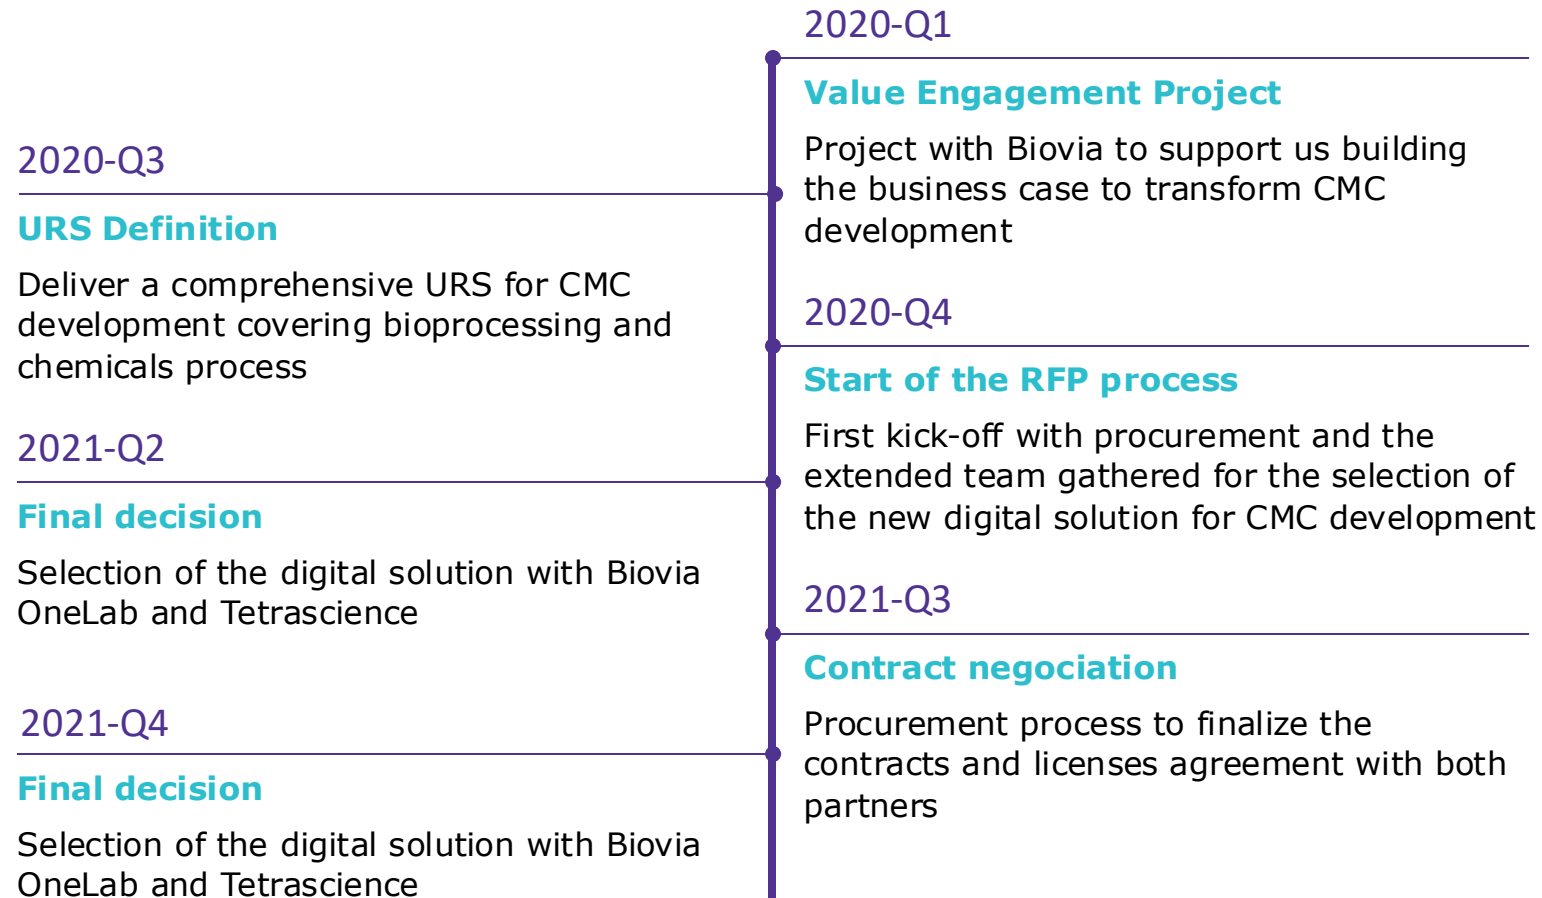 2020-Q1
Value Engagement Project
Project with Biovia to support us building
the business case to transform CMC
development
2020-Q3
URS Definition
Deliver a comprehensive URS for CMC
development covering bioprocessing and
chemicals process
2020-Q4
Start of the RFP process
First kick-off with procurement and the
extended team gathered for the selection of
the new digital solution for CMC development
2021-Q2
Final decision
Selection of the digital solution with Biovia
OneLab and Tetrascience
2021-Q3
Contract negociation
Procurement process to finalize the
contracts and licenses agreement with both
partners
2021-Q4
Final decision
Selection of the digital solution with Biovia
OneLab and Tetrascience